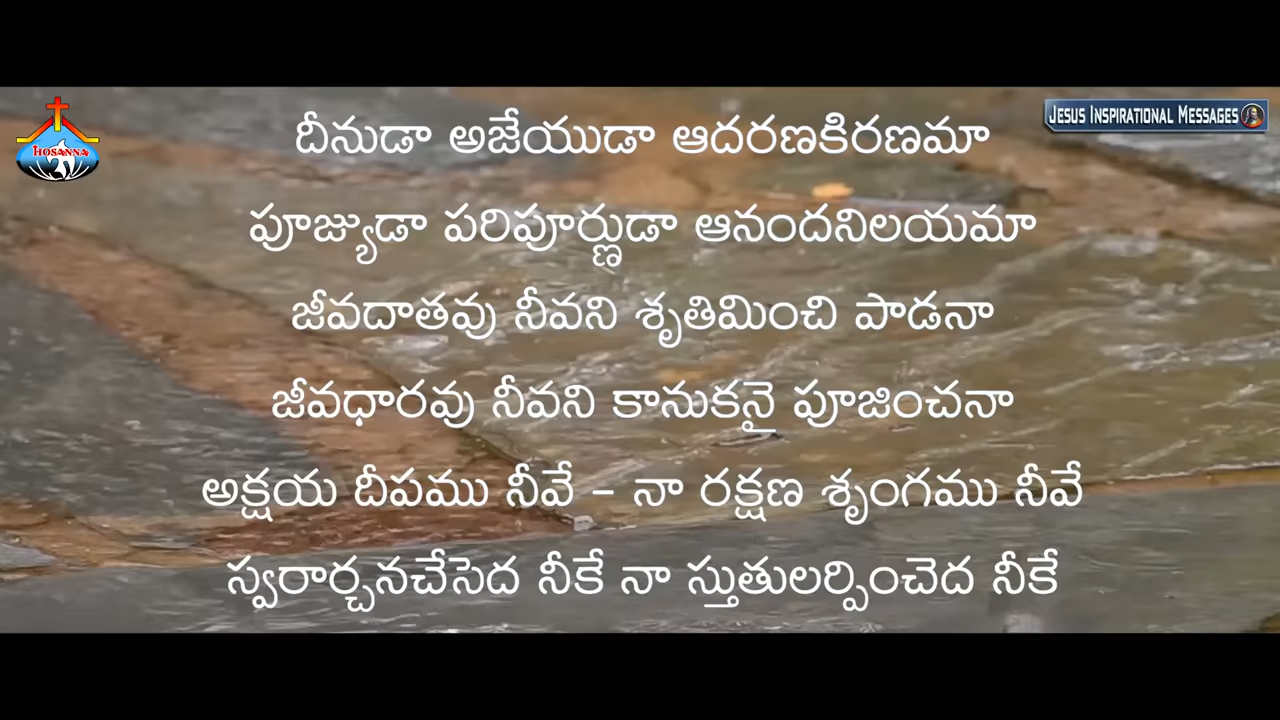 HOSANNA
JESUS INSPIRATIONAL MESSAGES
దీనుడా అజేయుడా ఆదరణకిరణమా
పూజ్యుడా పరిపూర్ణుడా ఆనందనిలయమా
జీవదాతవు నీవని శృతిమించి పాడనా
జీవధారవు నీవని కానుకనై పూజించనా
అక్షయ దీపము నీవే - నా రక్షణ శృంగము నీవే
స్వరార్చనచేసెద నీకే నా స్తుతులర్పించెద నీకే